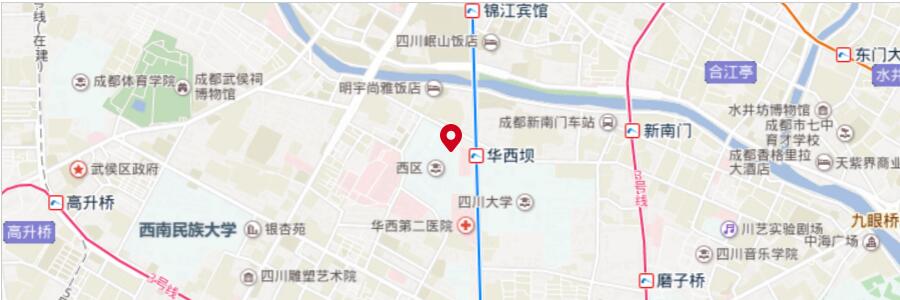 锦江宾馆
四川岷山饭店
号线(在建)
东门大
合江亭
水井
成都体育学院
成都武侯祠
博物馆
明宇尚雅饭店
水井坊博物馆
成都新南门车站
新南门
成都市七中
育才学校
华西坝
成都香格里拉
大酒店
天紫界商业
武侯区政府
西区
3号线
高升桥
四川大学
九眼桥
高升桥
西南民族大学
银杏苑
华西第二医院
川艺实验剧场
中海广场
四川音乐学院
3号线
四川雕塑艺术院
磨子桥